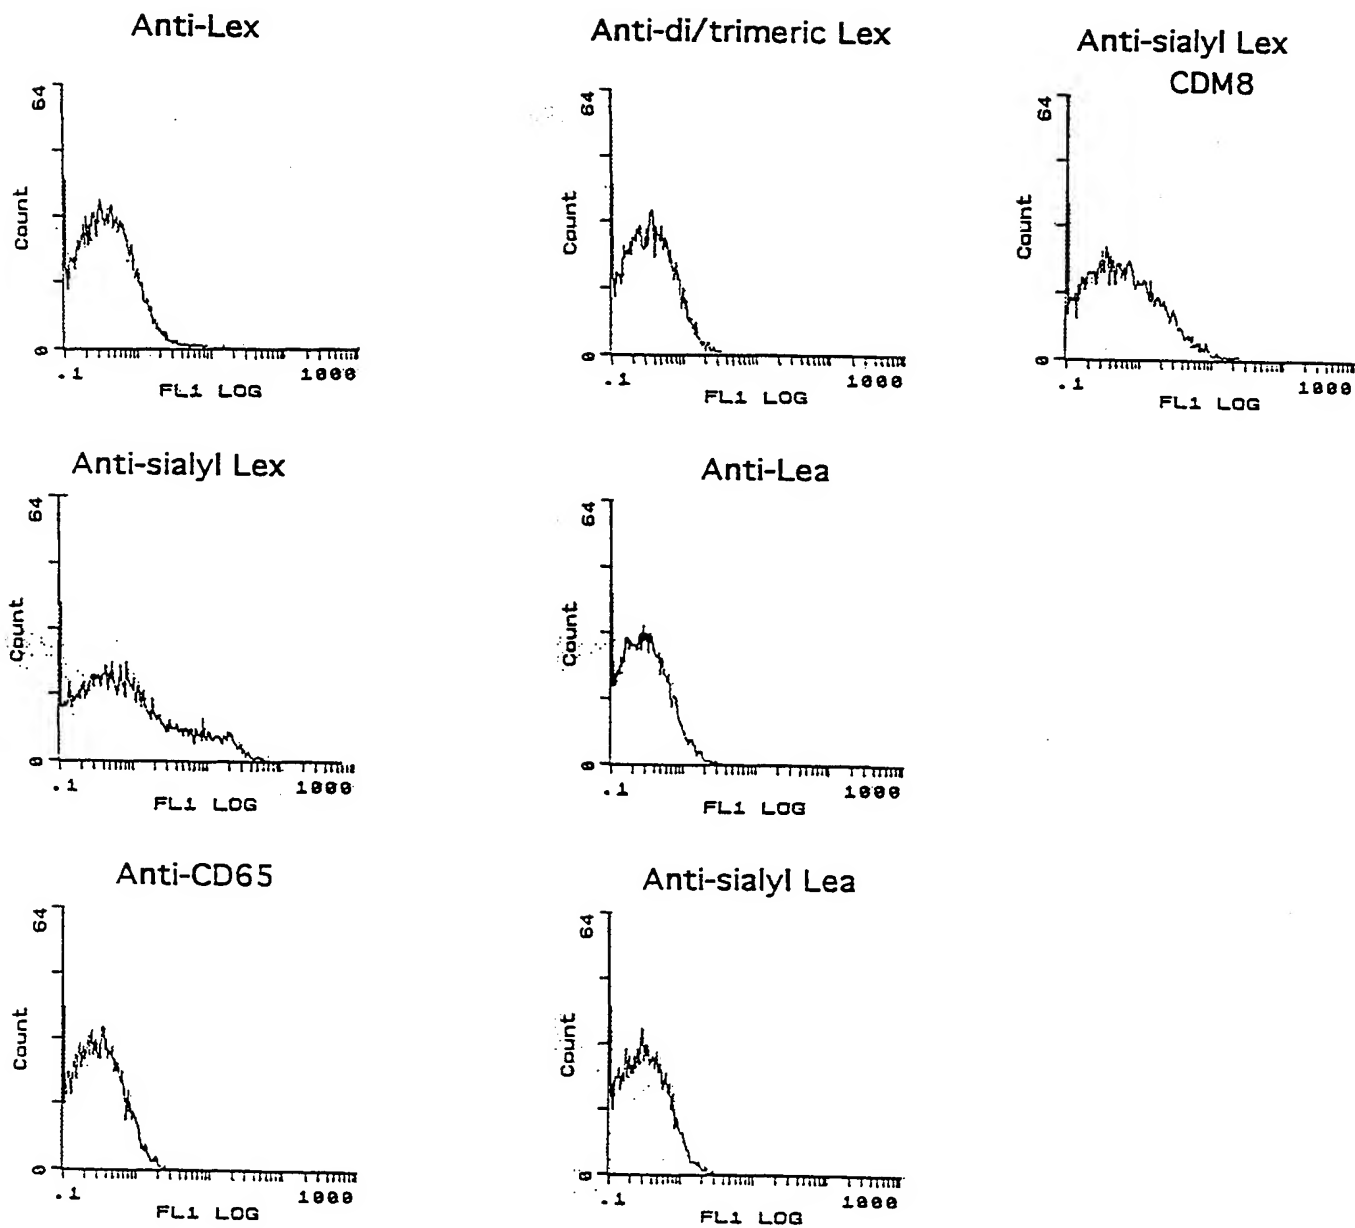 Anti-Lex
64
Count
0
.1
1000
FL1 LOG
Anti-di/trimeric Lex
64
Count
0
.1
1000
FL1 LOG
Anti-sialyl Lex
CDM8
64
Count
0
.1
1000
FL1 LOG
Anti-sialyl Lex
64
Count
0
.1
1000
FL1 LOG
Anti-Lea
64
Count
0
.1
1000
FL1 LOG
Anti-CD65
64
Count
0
.1
1000
FL1 LOG
Anti-sialyl Lea
64
Count
0
.1
1000
FL1 LOG